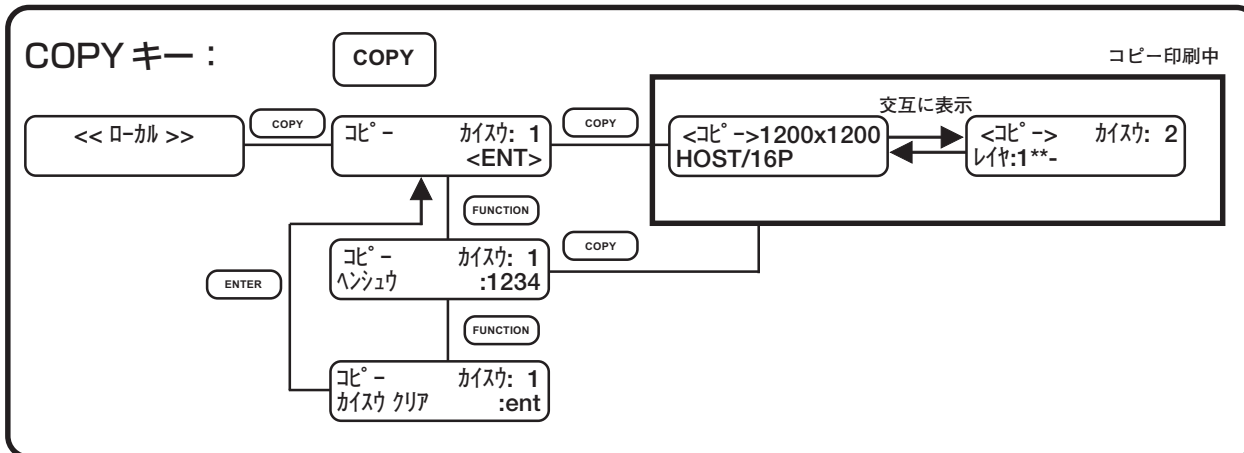 COPYキー：
COPY
コピー印刷中
<< ﾛｰｶﾙ >>
COPY
ｺﾋﾟｰ ｶｲｽｳ: 1
<ENT>
COPY
交互に表示
<ｺﾋﾟｰ>1200x1200
HOST/16P
<ｺﾋﾟｰ> ｶｲｽｳ: 2
ﾚｲﾔ:1**-
FUNCTION
ｺﾋﾟｰ ｶｲｽｳ: 1
ﾍﾝｼｭｳ :1234
COPY
ENTER
FUNCTION
ｺﾋﾟｰ ｶｲｽｳ: 1
ｶｲｽｳ ｸﾘｱ :ent